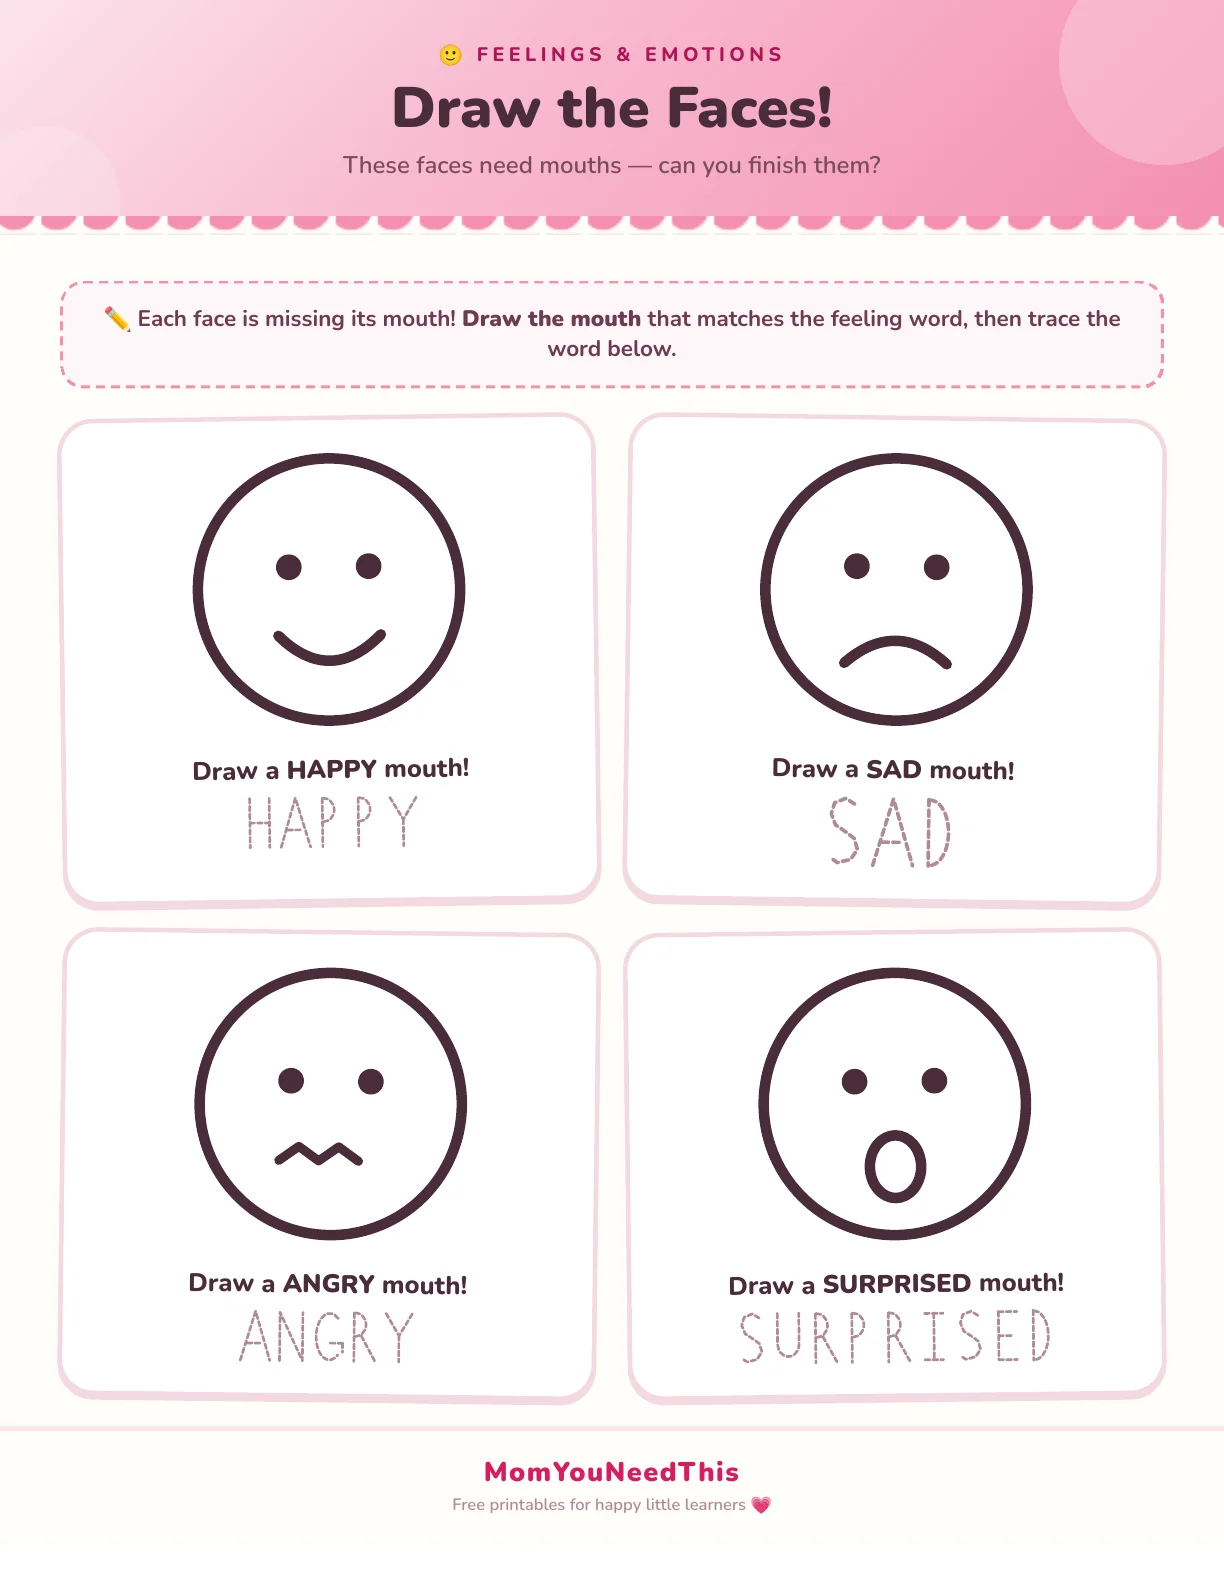 🙂 FEELINGS & EMOTIONS
Draw the Faces!
These faces need mouths — can you finish them?
✏️ Each face is missing its mouth! Draw the mouth that matches the feeling word, then trace the
word below.
Draw a HAPPY mouth!
HAPPY
Draw a SAD mouth!
SAD
Draw a ANGRY mouth!
ANGRY
Draw a SURPRISED mouth!
SURPRISED
MomYouNeedThis
Free printables for happy little learners 💗